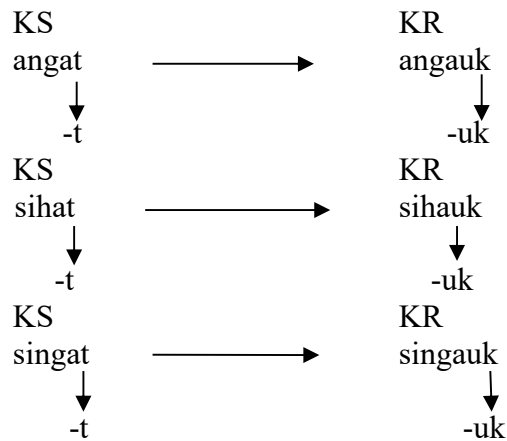 KS KR
angat angauk
-t -uk
KS KR
sihat sihauk
-t -uk
KS KR
singat singauk
-t -uk